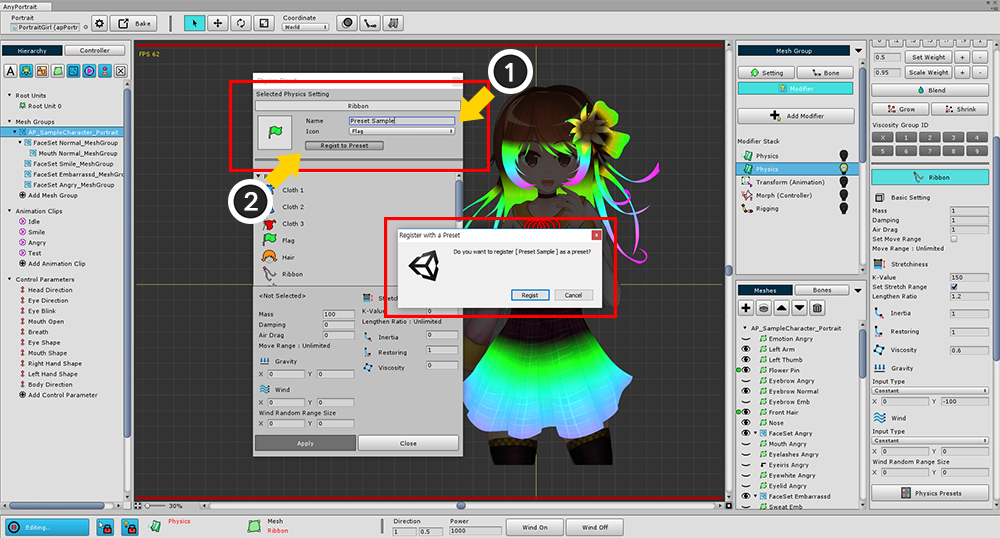 AnyPortrait
Portrait
PortraitGirl (apPortr
Bake
Coordinate
World
Hierarchy
Controller
Root Units
Root Unit 0
Mesh Groups
AP_SampleCharacter_Portrait
FaceSet Normal_MeshGroup
Mouth Normal_MeshGroup
FaceSet Smile_MeshGroup
FaceSet Embarrassd_MeshGro
FaceSet Angry_MeshGroup
Add Mesh Group
Animation Clips
Idle
Smile
Angry
Test
Add Animation Clip
Control Parameters
Head Direction
Eye Direction
Eye Blink
Mouth Open
Breath
Eye Shape
Mouth Shape
Right Hand Shape
Left Hand Shape
Body Direction
Add Control Parameter
FPS 62
Selected Physics Setting
Ribbon
Name Preset Sample
Icon Flag
Regist to Preset
1
2
Cloth 1
Cloth 2
Cloth 3
Flag
Hair
Ribbon
<Not Selected>
Mass 100
Damping 0
Air Drag 0
Move Range : Unlimited
Gravity
X 0 Y 0
Wind
X 0 Y 0
Wind Random Range Size
X 0 Y 0
Stretc
K-Value 0
Lengthen Ratio : Unlimited
Inertia 0
Restoring 1
Viscosity 0
Apply
Close
Register with a Preset
Do you want to register [ Preset Sample ] as a preset?
Regist
Cancel
30%
Mesh Group
Setting
Bone
Modifier
Add Modifier
Modifier Stack
Physics
Physics
Transform (Animation)
Morph (Controller)
Rigging
Meshes
Bones
AP_SampleCharacter_Portrait
Emotion Angry
Left Arm
Left Thumb
Flower Pin
Eyebrow Angry
Eyebrow Normal
Eyebrow Emb
Front Hair
Nose
FaceSet Angry
Mouth Angry
Eyelashes Angry
Eyeiris Angry
Eyewhite Angry
Eyelid Angry
FaceSet Embarrassd
Sweat Emb
0.5 Set Weight + -
0.95 Scale Weight + -
Blend
Grow
Shrink
Viscosity Group ID
X 1 2 3 4
5 6 7 8 9
Ribbon
Basic Setting
Mass 1
Damping 1
Air Drag 1
Set Move Range
Move Range : Unlimited
Stretchiness
K-Value 150
Set Stretch Range
Lengthen Ratio 1.2
Inertia 1
Restoring 1
Viscosity 0.6
Gravity
Input Type
Constant
X 0 Y -100
Wind
Input Type
Constant
X 0 Y 0
Wind Random Range Size
X 0 Y 0
Physics Presets
Editing..
Physics
Mesh
Ribbon
Direction
1 0.5
Power
1000
Wind On
Wind Off